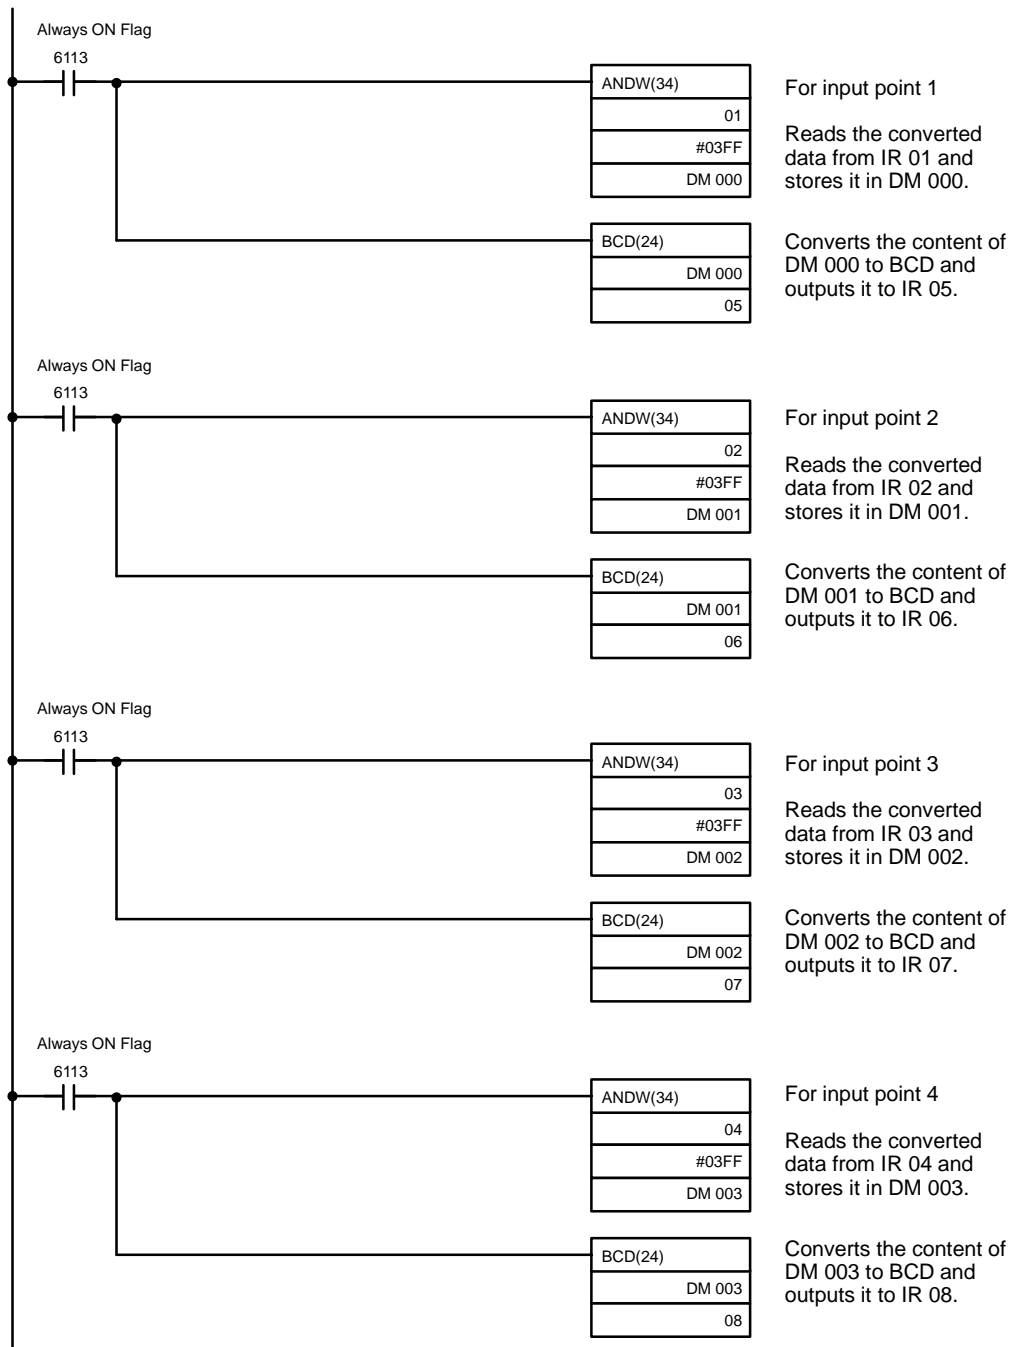 Always ON Flag
6113
ANDW(34)
01
#03FF
DM 000
For input point 1
Reads the converted
data from IR 01 and
stores it in DM 000.
BCD(24)
DM 000
05
Converts the content of
DM 000 to BCD and
outputs it to IR 05.
Always ON Flag
6113
ANDW(34)
02
#03FF
DM 001
For input point 2
Reads the converted
data from IR 02 and
stores it in DM 001.
BCD(24)
DM 001
06
Converts the content of
DM 001 to BCD and
outputs it to IR 06.
Always ON Flag
6113
ANDW(34)
03
#03FF
DM 002
For input point 3
Reads the converted
data from IR 03 and
stores it in DM 002.
BCD(24)
DM 002
07
Converts the content of
DM 002 to BCD and
outputs it to IR 07.
Always ON Flag
6113
ANDW(34)
04
#03FF
DM 003
For input point 4
Reads the converted
data from IR 04 and
stores it in DM 003.
BCD(24)
DM 003
08
Converts the content of
DM 003 to BCD and
outputs it to IR 08.